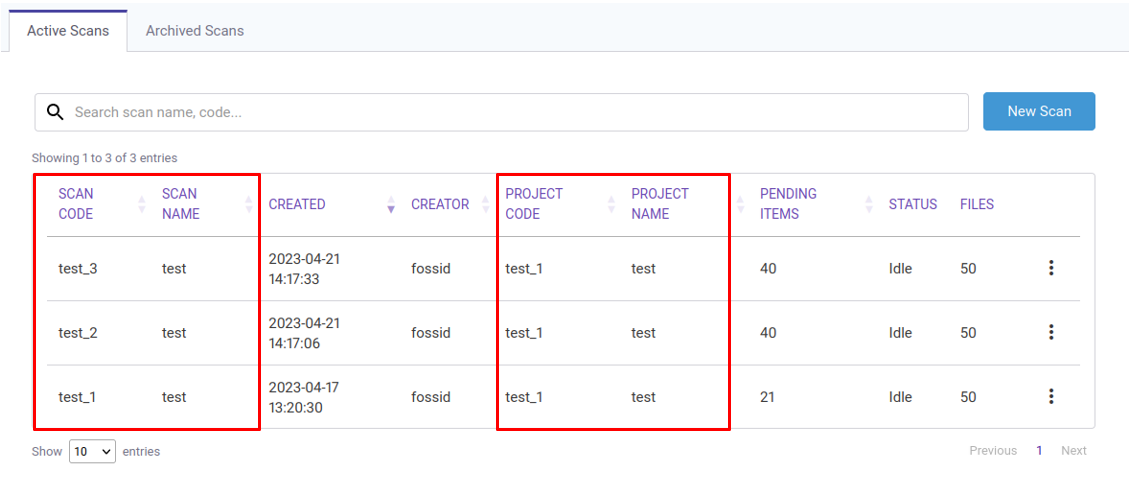 Active Scans Archived Scans
Search scan name, code...
New Scan
Showing 1 to 3 of 3 entries
SCAN CODE SCAN NAME CREATED CREATOR PROJECT CODE PROJECT NAME PENDING ITEMS STATUS FILES
test_3 test 2023-04-21 14:17:33 fossid test_1 test 40 Idle 50
test_2 test 2023-04-21 14:17:06 fossid test_1 test 40 Idle 50
test_1 test 2023-04-17 13:20:30 fossid test_1 test 21 Idle 50
Show 10 entries Previous 1 Next